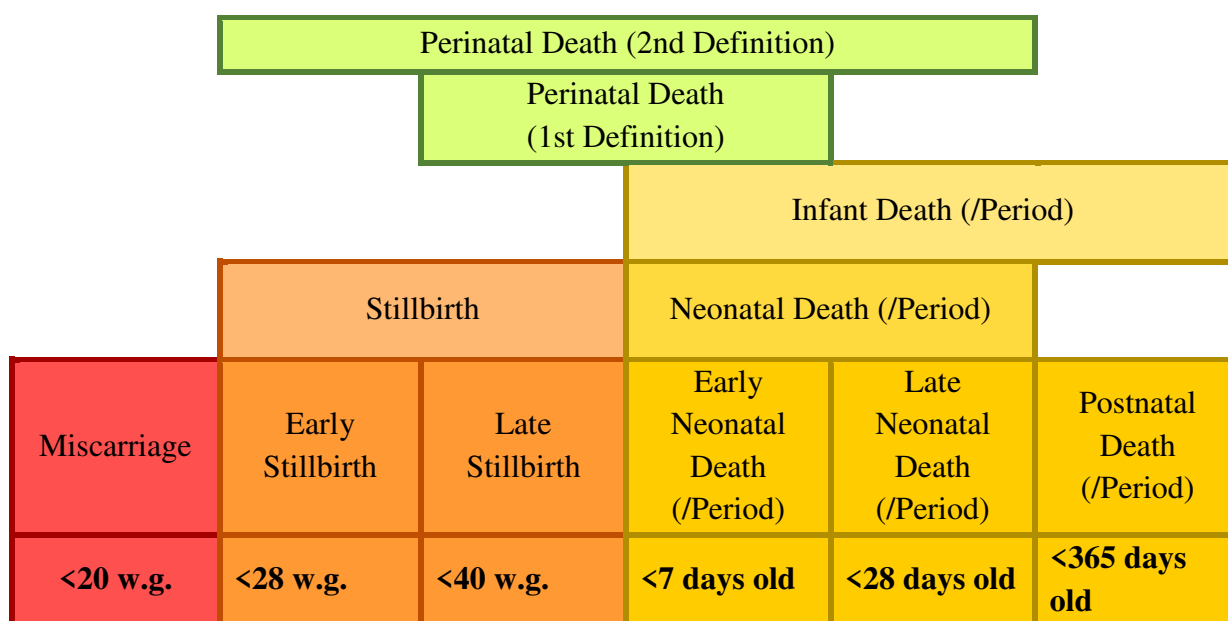 Perinatal Death (2nd Definition)
Perinatal Death
(1st Definition)
Infant Death (/Period)
Stillbirth
Neonatal Death (/Period)
Miscarriage
Early
Stillbirth
Late
Stillbirth
Early
Neonatal
Death
(/Period)
Late
Neonatal
Death
(/Period)
Postnatal
Death
(/Period)
<20 w.g.
<28 w.g.
<40 w.g.
<7 days old
<28 days old
<365 days
old